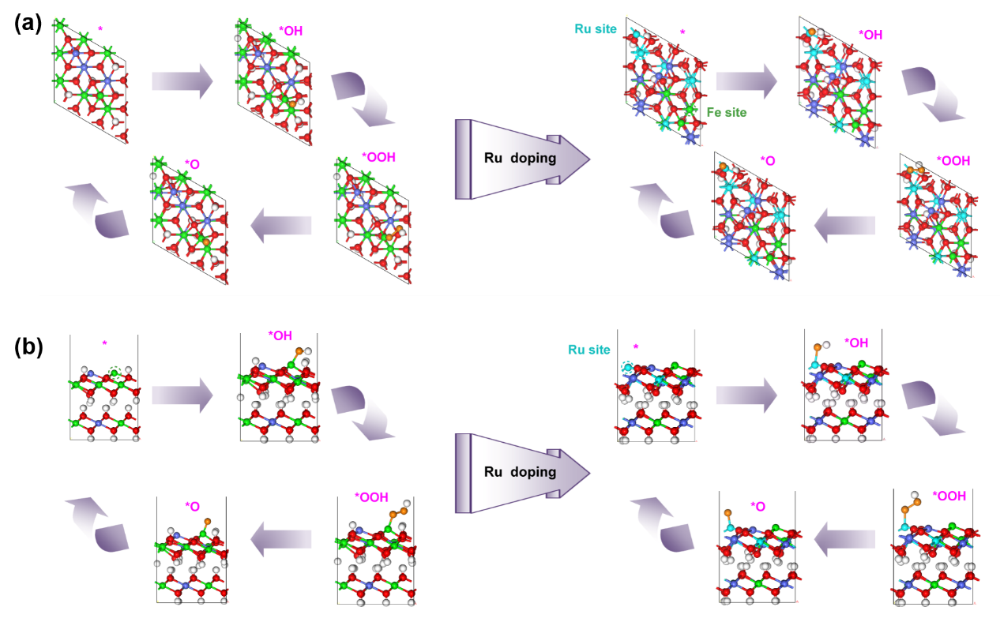 (a)
*
*OH
*O
*OOH
Ru doping
Ru site
*
*OH
Fe site
*O
*OOH
(b)
*
*OH
*O
*OOH
Ru doping
Ru site
*
*OH
*O
*OOH